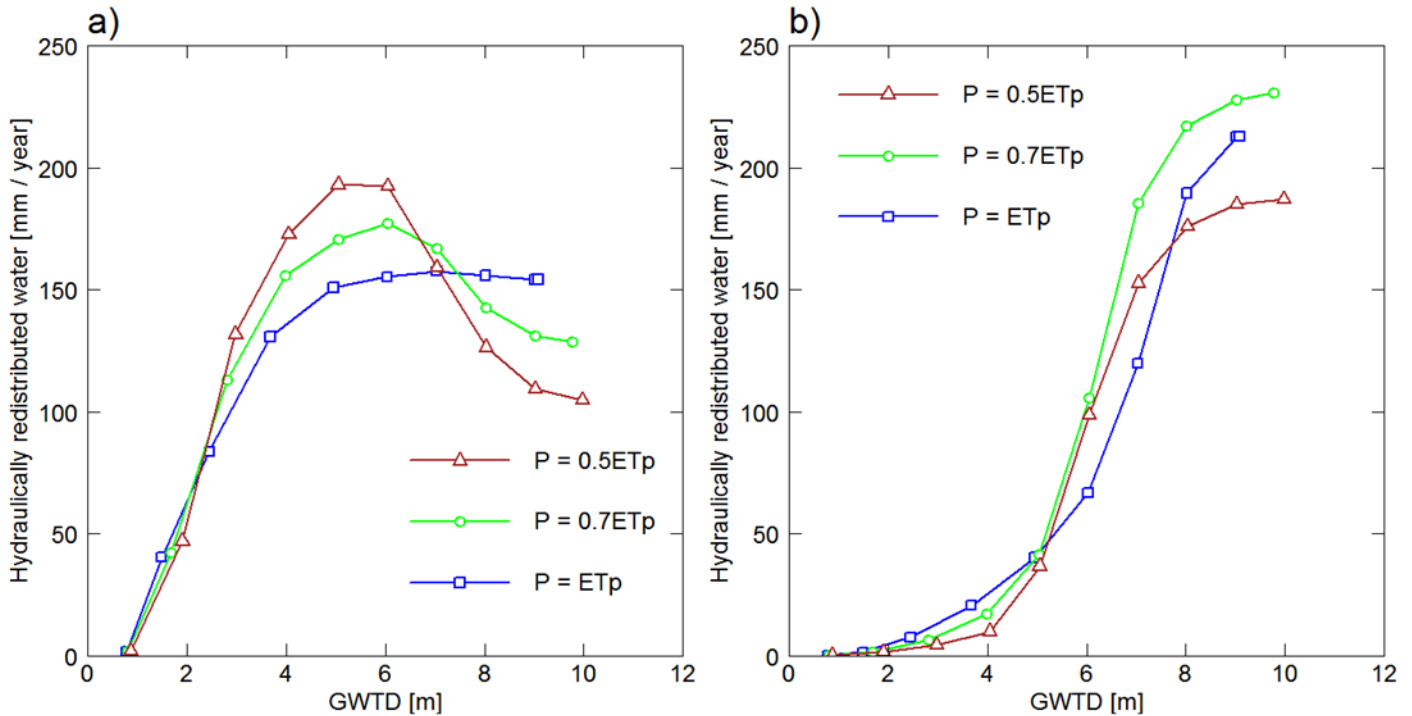 a)
Hydraulically redistributed water [mm / year]
250
200
150
100
50
0
0 2 4 6 8 10 12
GWTD [m]
P = 0.5ETp
P = 0.7ETp
P = ETp
b)
Hydraulically redistributed water [mm / year]
250
200
150
100
50
0
0 2 4 6 8 10 12
GWTD [m]
P = 0.5ETp
P = 0.7ETp
P = ETp